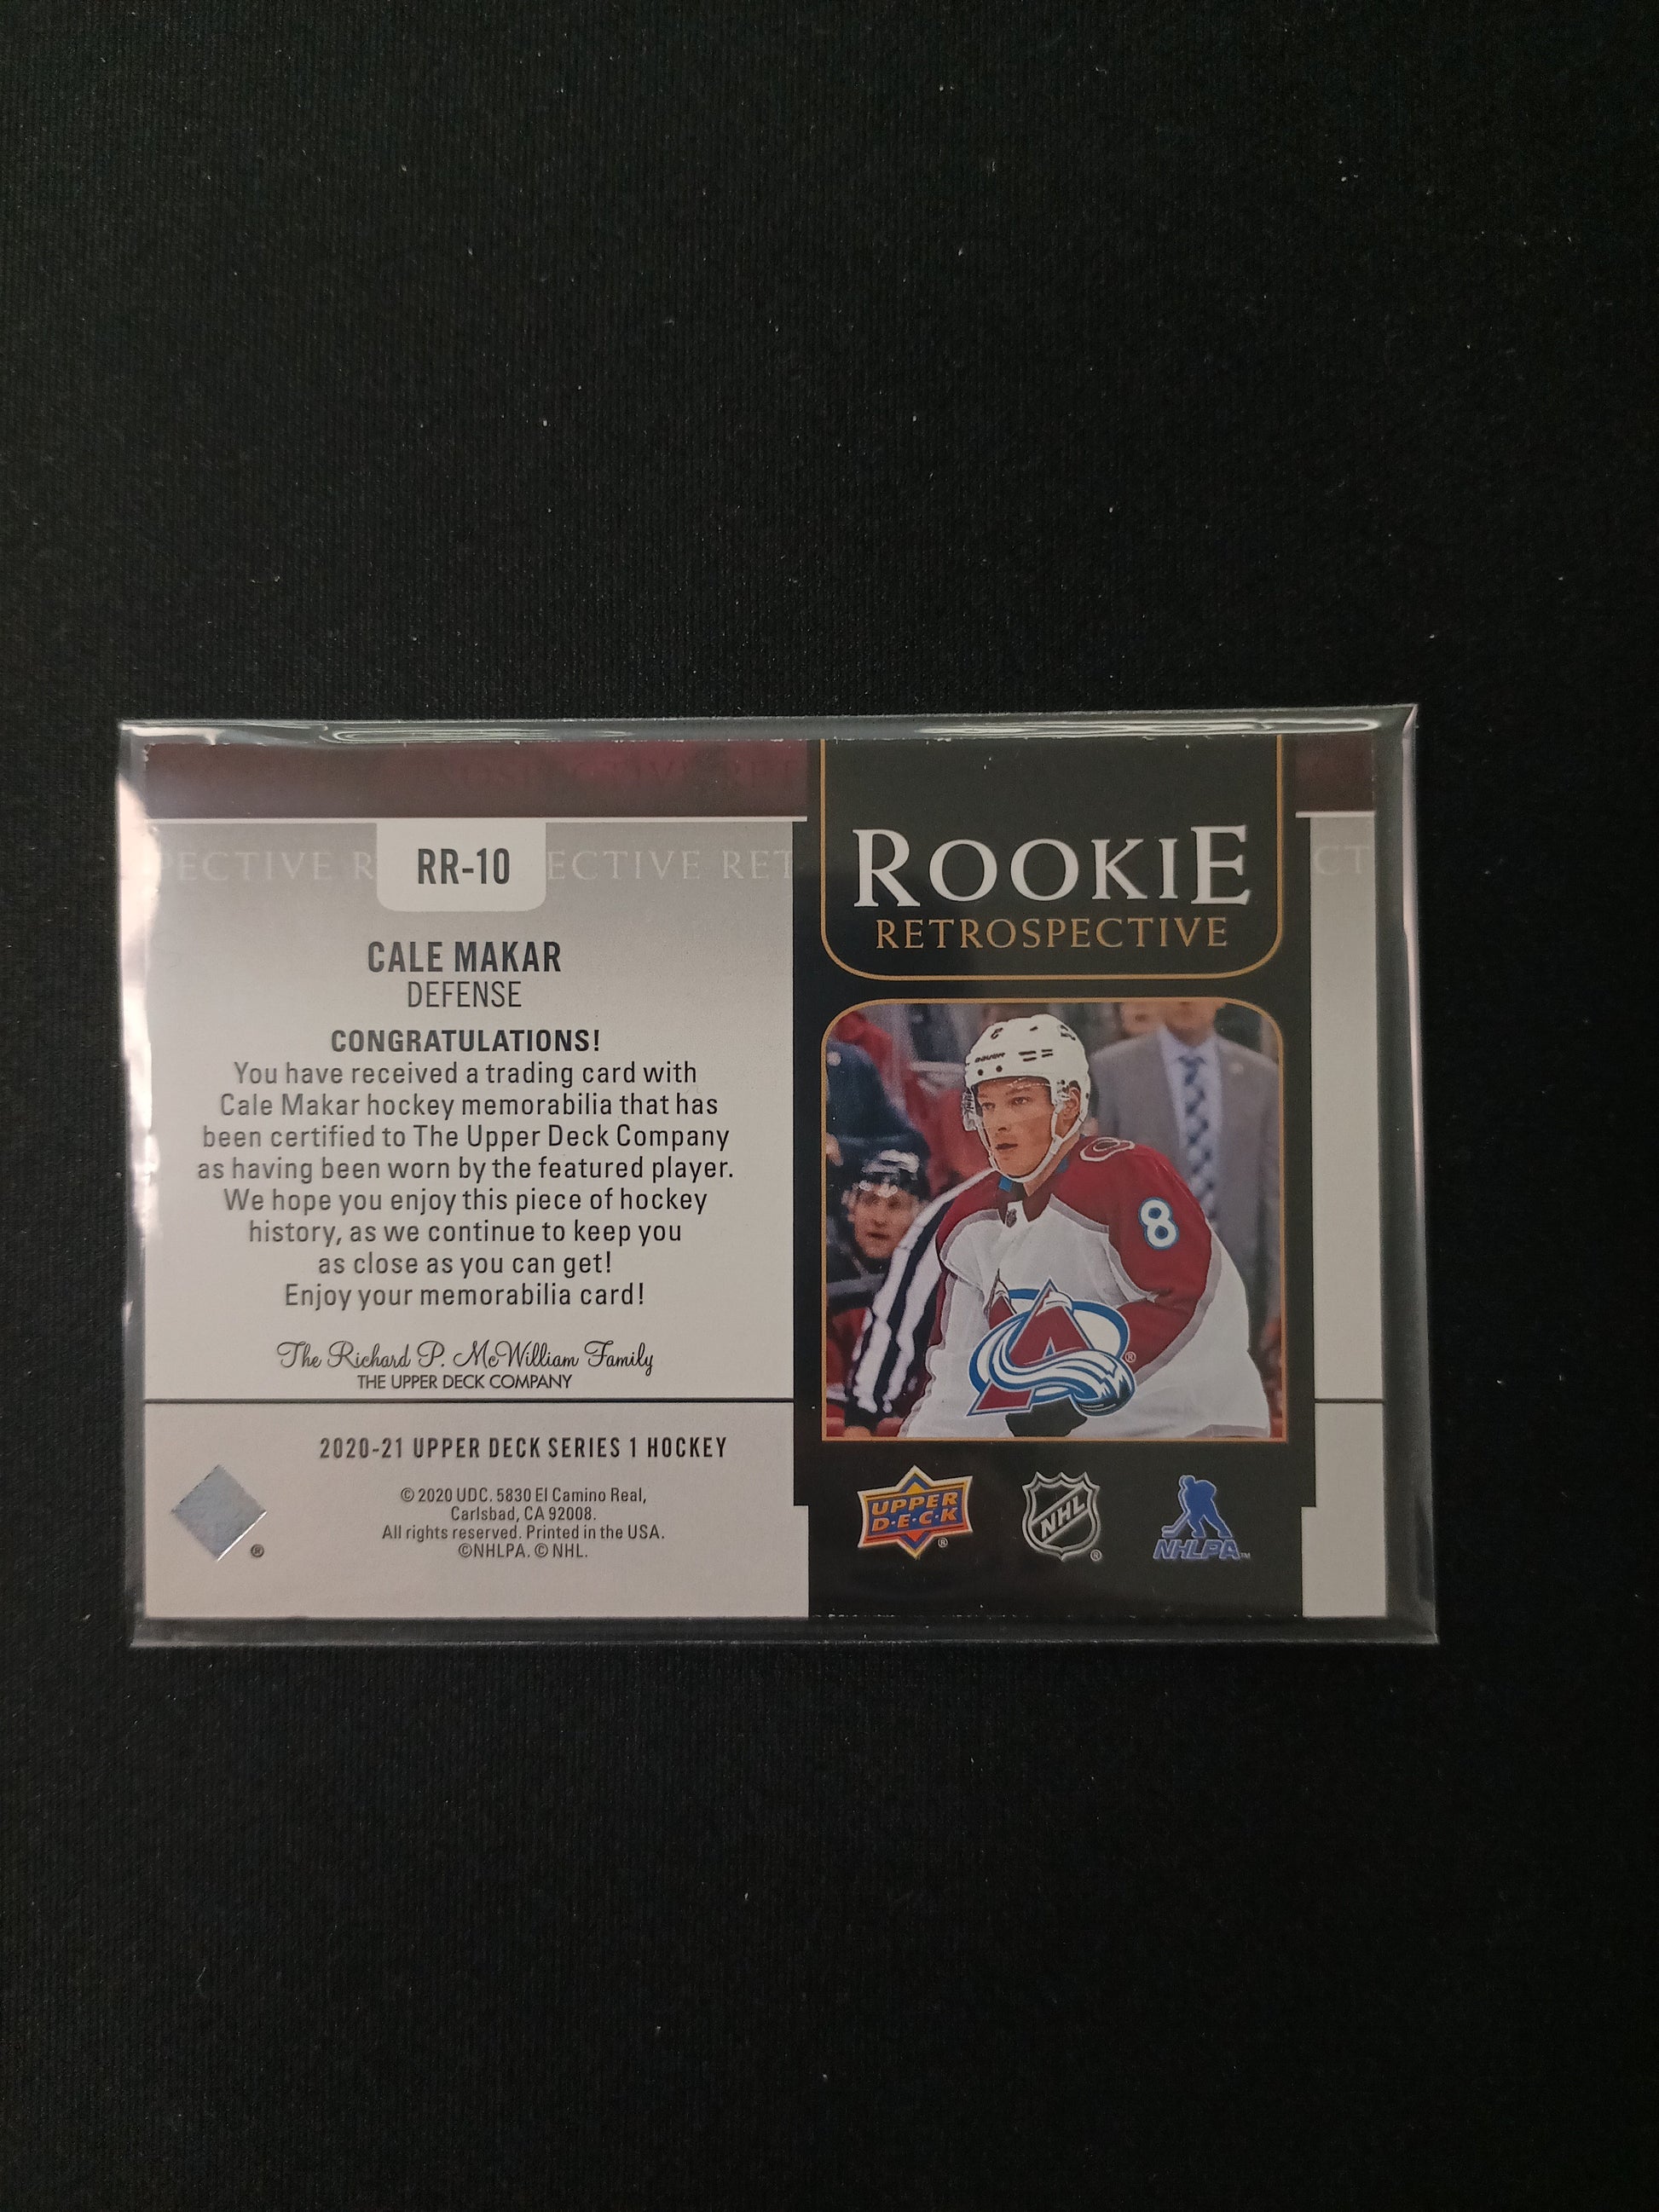 RETROSPECTIVE RET
PECTIVE R
RR-10
ECTIVE RET
CT
CALE MAKAR
DEFENSE
CONGRATULATIONS!
You have received a trading card with
Cale Makar hockey memorabilia that has
been certified to The Upper Deck Company
as having been worn by the featured player.
We hope you enjoy this piece of hockey
history, as we continue to keep you
as close as you can get!
Enjoy your memorabilia card!
The Richard P. McWilliam Family
THE UPPER DECK COMPANY
2020-21 UPPER DECK SERIES 1 HOCKEY
© 2020 UDC. 5830 El Camino Real,
Carlsbad, CA 92008.
All rights reserved. Printed in the USA.
©NHLPA. © NHL.
®
ROOKIE
RETROSPECTIVE
BAUER
8
A
®
UPPER
D·E·C·K
®
NHL
®
NHLPA™